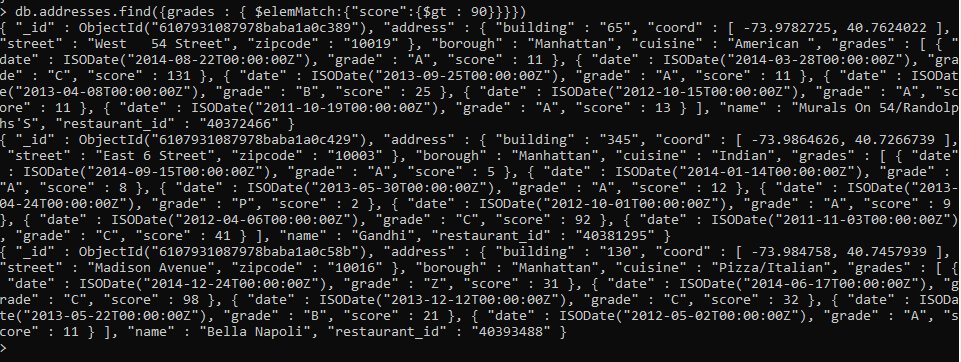 > db.addresses.find({grades : { $elemMatch:{"score":{$gt : 90}}}})
{ "_id" : ObjectId("6107931087978baba1a0c389"), "address" : { "building" : "65", "coord" : [ -73.9782725, 40.7624022 ],
"street" : "West   54 Street", "zipcode" : "10019" }, "borough" : "Manhattan", "cuisine" : "American ", "grades" : [ { "
date" : ISODate("2014-08-22T00:00:00Z"), "grade" : "A", "score" : 11 }, { "date" : ISODate("2014-03-28T00:00:00Z"), "gra
de" : "C", "score" : 131 }, { "date" : ISODate("2013-09-25T00:00:00Z"), "grade" : "A", "score" : 11 }, { "date" : ISODat
e("2013-04-08T00:00:00Z"), "grade" : "B", "score" : 25 }, { "date" : ISODate("2012-10-15T00:00:00Z"), "grade" : "A", "sc
ore" : 11 }, { "date" : ISODate("2011-10-19T00:00:00Z"), "grade" : "A", "score" : 13 } ], "name" : "Murals On 54/Randolp
hs'S", "restaurant_id" : "40372466" }
{ "_id" : ObjectId("6107931087978baba1a0c429"), "address" : { "building" : "345", "coord" : [ -73.9864626, 40.7266739 ],
 "street" : "East 6 Street", "zipcode" : "10003" }, "borough" : "Manhattan", "cuisine" : "Indian", "grades" : [ { "date"
 : ISODate("2014-09-15T00:00:00Z"), "grade" : "A", "score" : 5 }, { "date" : ISODate("2014-01-14T00:00:00Z"), "grade" :
"A", "score" : 8 }, { "date" : ISODate("2013-05-30T00:00:00Z"), "grade" : "A", "score" : 12 }, { "date" : ISODate("2013-
04-24T00:00:00Z"), "grade" : "P", "score" : 2 }, { "date" : ISODate("2012-10-01T00:00:00Z"), "grade" : "A", "score" : 9
}, { "date" : ISODate("2012-04-06T00:00:00Z"), "grade" : "C", "score" : 92 }, { "date" : ISODate("2011-11-03T00:00:00Z")
, "grade" : "C", "score" : 41 } ], "name" : "Gandhi", "restaurant_id" : "40381295" }
{ "_id" : ObjectId("6107931087978baba1a0c58b"), "address" : { "building" : "130", "coord" : [ -73.984758, 40.7457939 ],
"street" : "Madison Avenue", "zipcode" : "10016" }, "borough" : "Manhattan", "cuisine" : "Pizza/Italian", "grades" : [ {
 "date" : ISODate("2014-12-24T00:00:00Z"), "grade" : "Z", "score" : 31 }, { "date" : ISODate("2014-06-17T00:00:00Z"), "g
rade" : "C", "score" : 98 }, { "date" : ISODate("2013-12-12T00:00:00Z"), "grade" : "C", "score" : 32 }, { "date" : ISODa
te("2013-05-22T00:00:00Z"), "grade" : "B", "score" : 21 }, { "date" : ISODate("2012-05-02T00:00:00Z"), "grade" : "A", "s
core" : 11 } ], "name" : "Bella Napoli", "restaurant_id" : "40393488" }
>